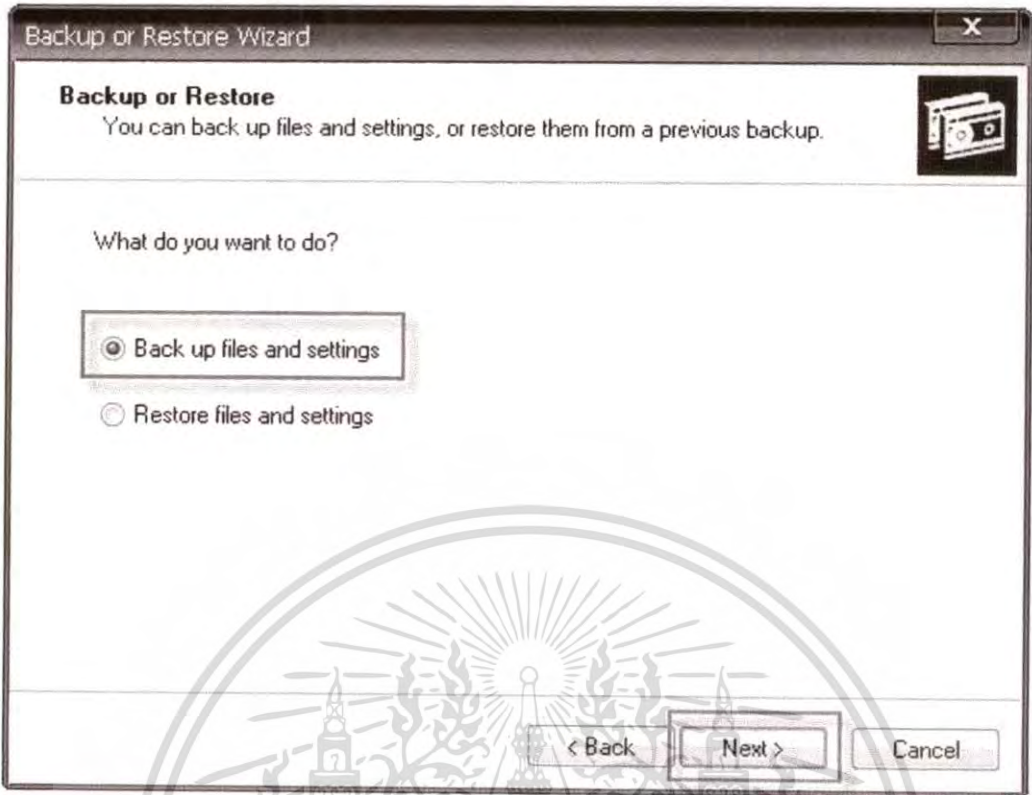 Backup or Restore Wizard
X
Backup or Restore
You can back up files and settings, or restore them from a previous backup.
What do you want to do?
Back up files and settings
Restore files and settings
< Back
Next >
Cancel